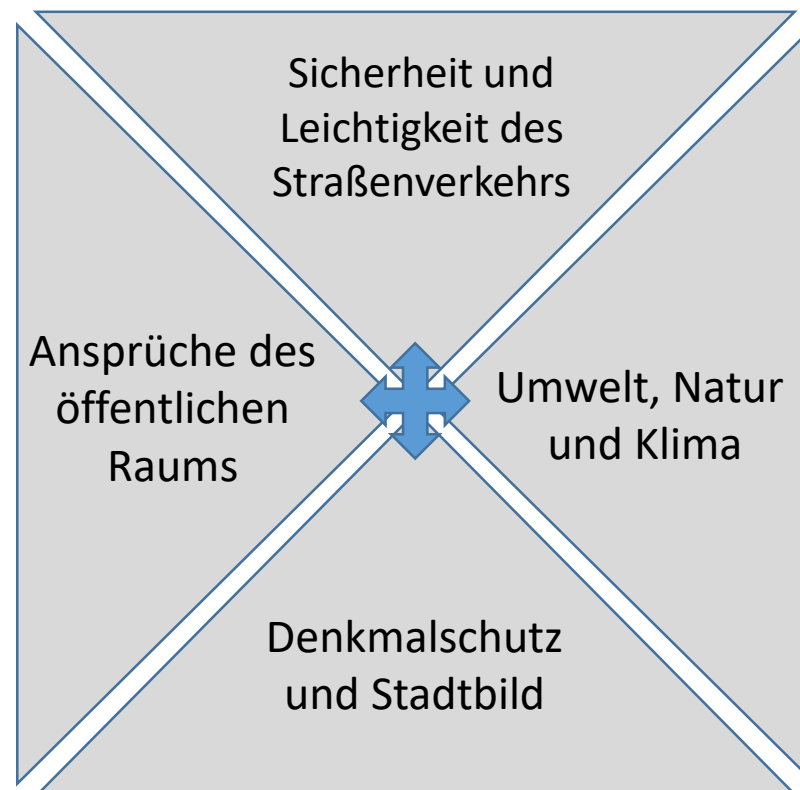 Sicherheit und
Leichtigkeit des
Straßenverkehrs
Ansprüche des
öffentlichen
Raums
Umwelt, Natur
und Klima
Denkmalschutz
und Stadtbild